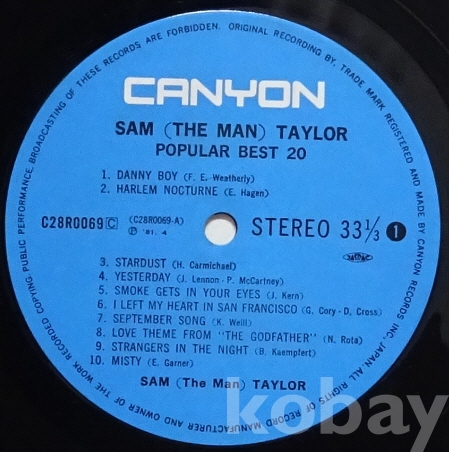 UNAUTHORIZED COPYING, PUBLIC PERFORMANCE, BROADCASTING OF THESE RECORDS ARE FORBIDDEN. ORIGINAL RECORDING BY, TRADE MARK REGISTERED AND MADE BY CANYON RECORDS INC., JAPAN. ALL RIGHTS OF RECORD MANUFACTURER AND OWNER OF THE WORK RECORDED
CANYON
SAM (THE MAN) TAYLOR
POPULAR BEST 20
1. DANNY BOY (F. E. Weatherly)
2. HARLEM NOCTURNE (E. Hagen)
C28R0069 C (C28R0069-A)
℗ '81. 4
STEREO 33⅓ 1
3. STARDUST (H. Carmichael)
4. YESTERDAY (J. Lennon - P. McCartney)
5. SMOKE GETS IN YOUR EYES (J. Kern)
6. I LEFT MY HEART IN SAN FRANCISCO (G. Cory - D. Cross)
7. SEPTEMBER SONG (K. Weill)
8. LOVE THEME FROM "THE GODFATHER" (N. Rota)
9. STRANGERS IN THE NIGHT (B. Kaempfert)
10. MISTY (E. Garner)
SAM (The Man) TAYLOR
kobay